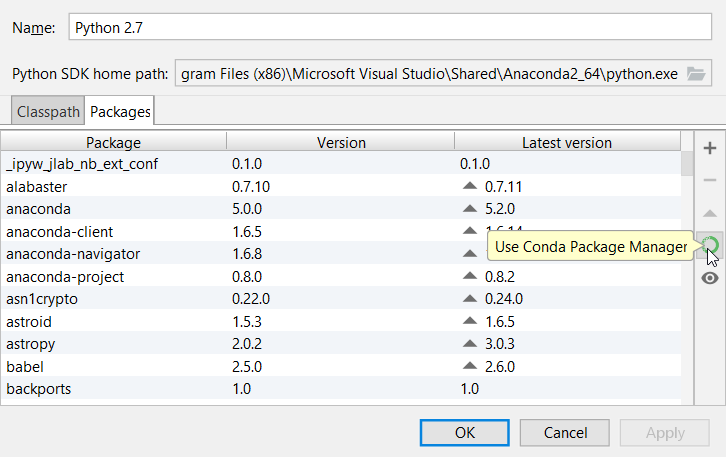 Name: Python 2.7
Python SDK home path: gram Files (x86)\Microsoft Visual Studio\Shared\Anaconda2_64\python.exe
Classpath Packages
Package Version Latest version
_ipyw_jlab_nb_ext_conf 0.1.0 0.1.0
alabaster 0.7.10 0.7.11
anaconda 5.0.0 5.2.0
anaconda-client 1.6.5
Use Conda Package Manager
anaconda-navigator 1.6.8
anaconda-project 0.8.0 0.8.2
asn1crypto 0.22.0 0.24.0
astroid 1.5.3 1.6.5
astropy 2.0.2 3.0.3
babel 2.5.0 2.6.0
backports 1.0 1.0
OK Cancel Apply